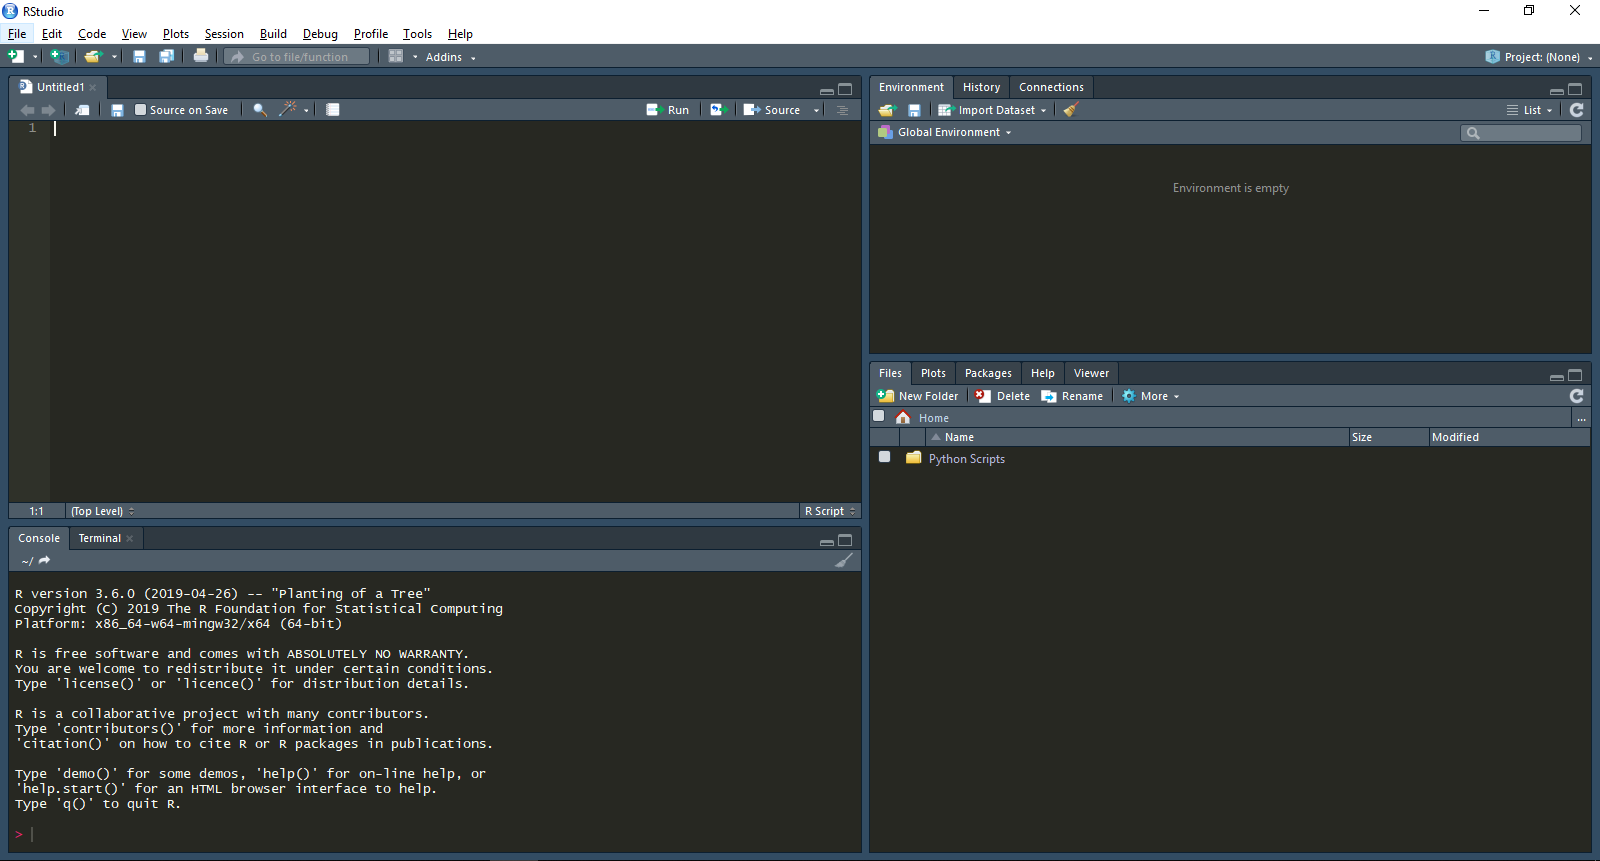 RStudio
File Edit Code View Plots Session Build Debug Profile Tools Help
Go to file/function Addins Project: (None)
Untitled1
Source on Save Run Source
1
1:1 (Top Level) R Script
Console Terminal
~/
R version 3.6.0 (2019-04-26) -- "Planting of a Tree"
Copyright (C) 2019 The R Foundation for Statistical Computing
Platform: x86_64-w64-mingw32/x64 (64-bit)
R is free software and comes with ABSOLUTELY NO WARRANTY.
You are welcome to redistribute it under certain conditions.
Type 'license()' or 'licence()' for distribution details.
R is a collaborative project with many contributors.
Type 'contributors()' for more information and
'citation()' on how to cite R or R packages in publications.
Type 'demo()' for some demos, 'help()' for on-line help, or
'help.start()' for an HTML browser interface to help.
Type 'q()' to quit R.
>
Environment History Connections
Import Dataset List
Global Environment
Environment is empty
Files Plots Packages Help Viewer
New Folder Delete Rename More
Home ...
Name Size Modified
Python Scripts